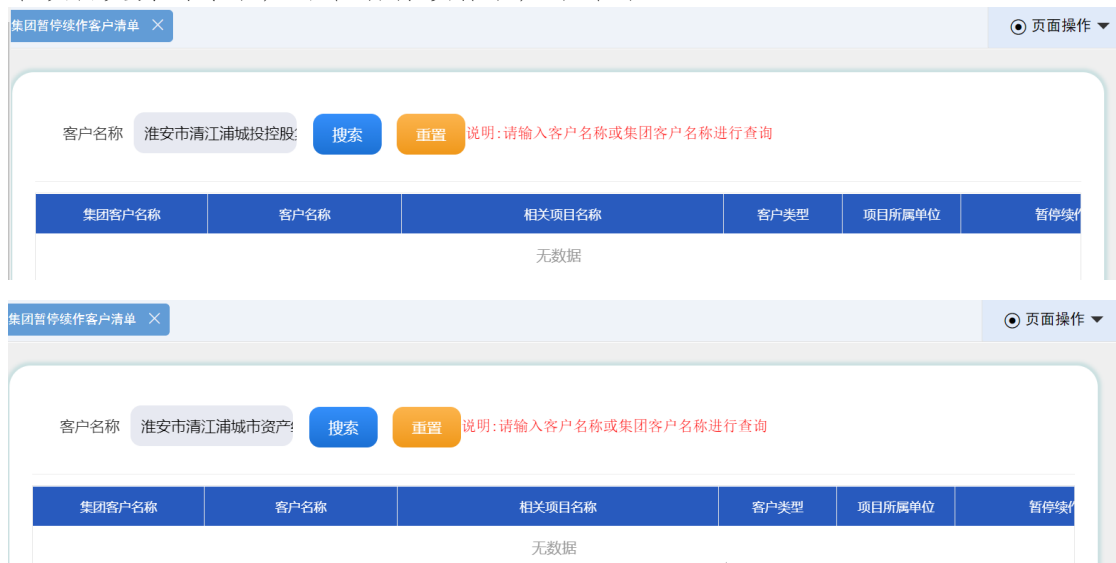 集团暂停续作客户清单 × 页面操作
客户名称 淮安市清江浦城投控股 搜索 重置 说明:请输入客户名称或集团客户名称进行查询
集团客户名称 客户名称 相关项目名称 客户类型 项目所属单位 暂停续作
无数据
集团暂停续作客户清单 × 页面操作
客户名称 淮安市清江浦城市资产 搜索 重置 说明:请输入客户名称或集团客户名称进行查询
集团客户名称 客户名称 相关项目名称 客户类型 项目所属单位 暂停续作
无数据